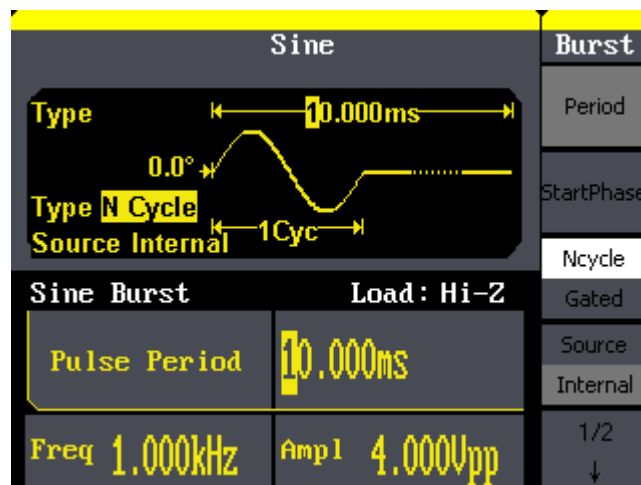 Sine
Burst
Type
10.000ms
Period
0.0°
StartPhase
Type N Cycle
1Cyc
Source Internal
Ncycle
Sine Burst
Load: Hi-Z
Gated
Pulse Period
10.000ms
Source
Internal
Freq 1.000kHz
Ampl 4.000Vpp
1/2